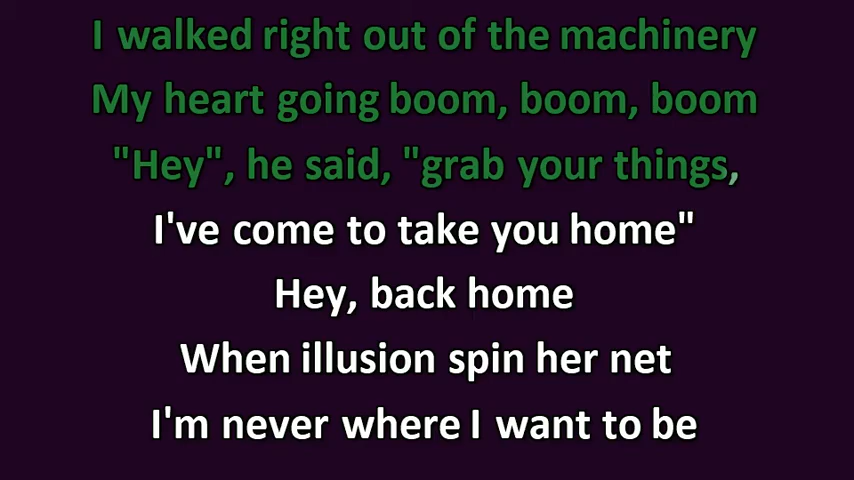 I walked right out of the machinery
My heart going boom, boom, boom
"Hey", he said, "grab your things,
I've come to take you home"
Hey, back home
When illusion spin her net
I'm never where I want to be